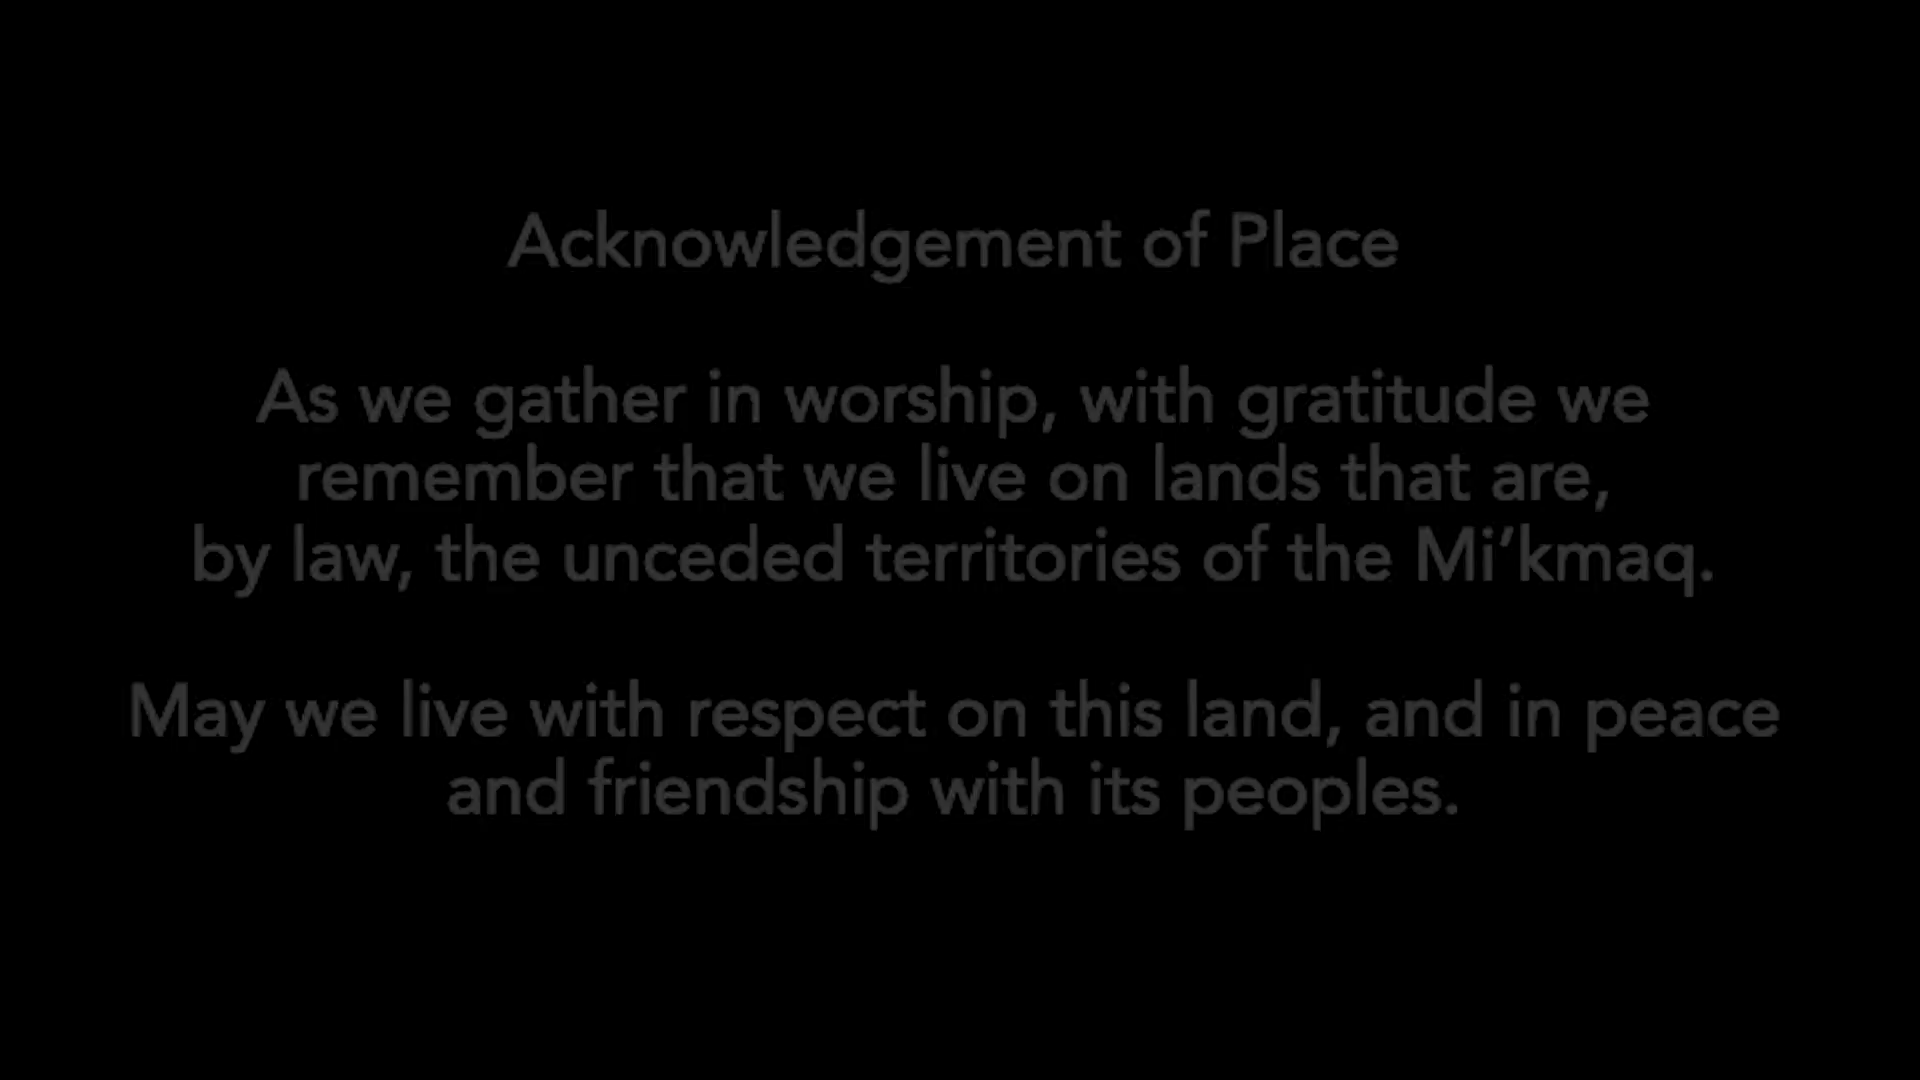 Acknowledgement of Place
As we gather in worship, with gratitude we
remember that we live on lands that are,
by law, the unceded territories of the Mi’kmaq.
May we live with respect on this land, and in peace
and friendship with its peoples.